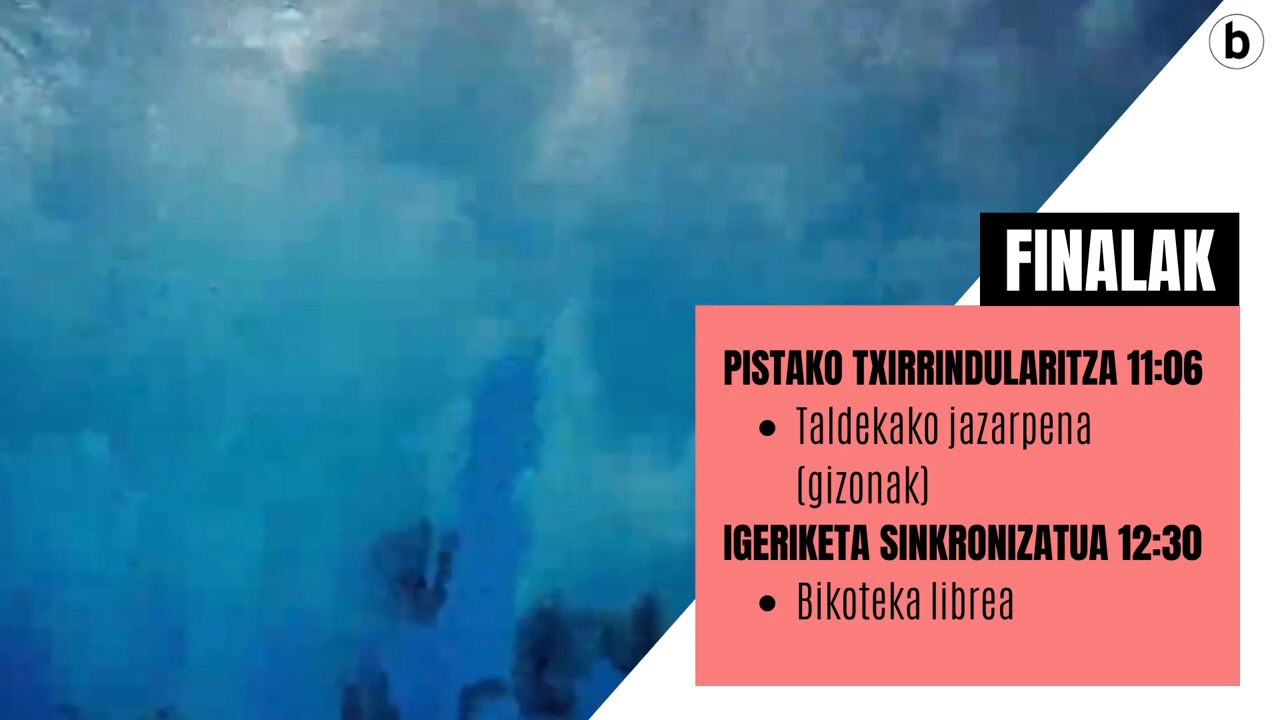 b
FINALAK
PISTAKO TXIRRINDULARITZA 11:06
• Taldekako jazarpena
(gizonak)
IGERIKETA SINKRONIZATUA 12:30
• Bikoteka librea